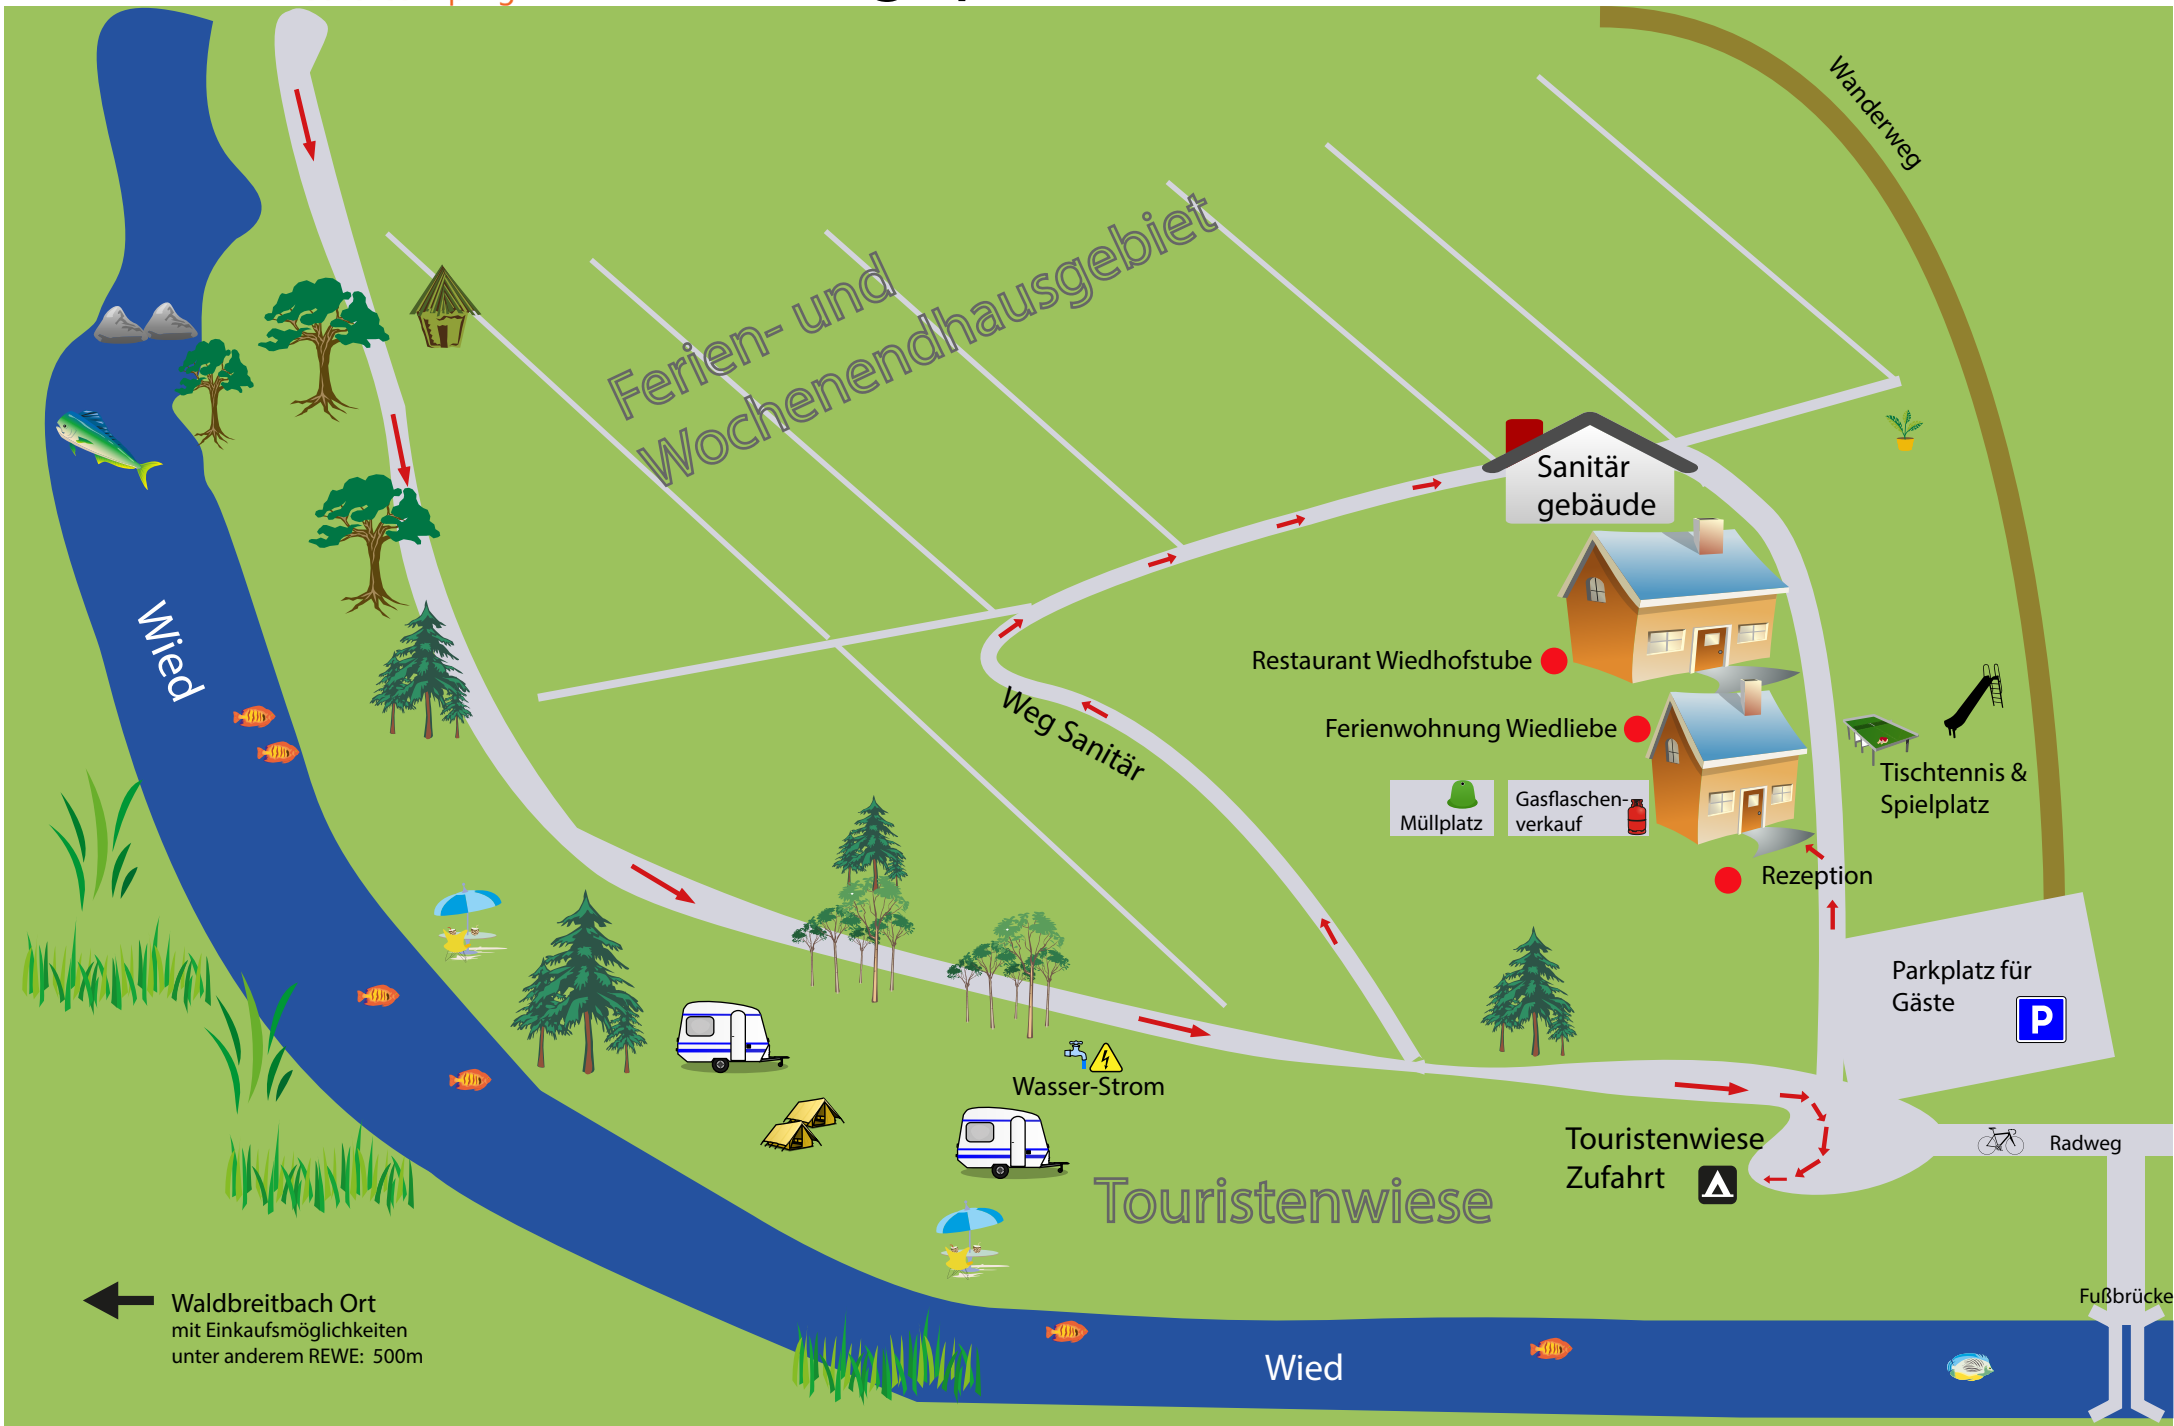 Wanderweg
Ferien- und
Wochenendhausgebiet
Sanitär
gebäude
Wied
Restaurant Wiedhofstube
Weg Sanitär
Ferienwohnung Wiedliebe
Tischtennis &
Spielplatz
Müllplatz
Gasflaschen-
verkauf
Rezeption
Parkplatz für
Gäste
P
Wasser-Strom
Touristenwiese
Zufahrt
Radweg
Touristenwiese
Fußbrücke
Waldbreitbach Ort
mit Einkaufsmöglichkeiten
unter anderem REWE: 500m
Wied